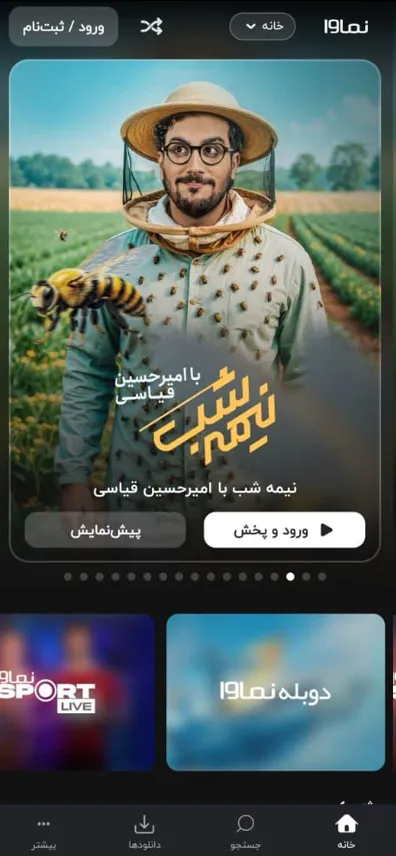 نماوا
خانه
ورود / ثبت‌نام
با امیرحسین
قیاسی
نیمه شب
نیمه شب با امیرحسین قیاسی
ورود و پخش
پیش‌نمایش
دوبله نماوا
نماوا
SPORT
LIVE
خانه
جستجو
دانلودها
بیشتر